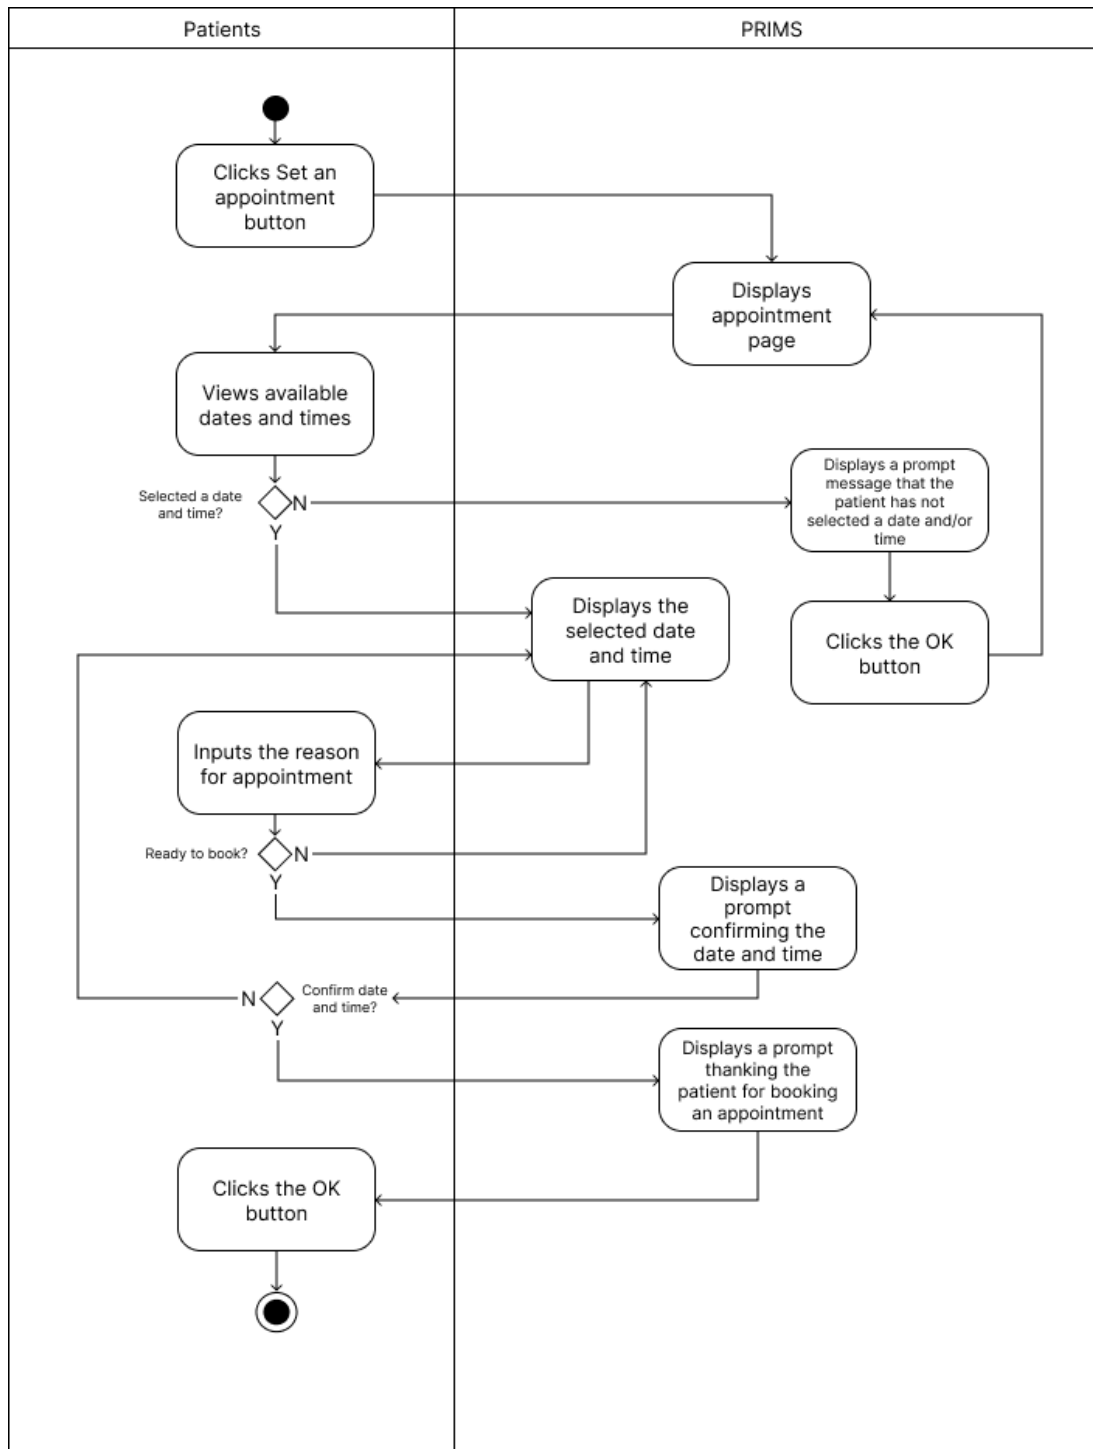 Patients
PRIMS
Clicks Set an
appointment
button
Displays
appointment
page
Views available
dates and times
Displays a prompt
message that the
patient has not
selected a date and/or
time
Selected a date
and time?
N
Y
Displays the
selected date
and time
Clicks the OK
button
Inputs the reason
for appointment
Ready to book?
N
Y
Displays a
prompt
confirming the
date and time
N
Confirm date
and time?
Y
Displays a prompt
thanking the
patient for booking
an appointment
Clicks the OK
button